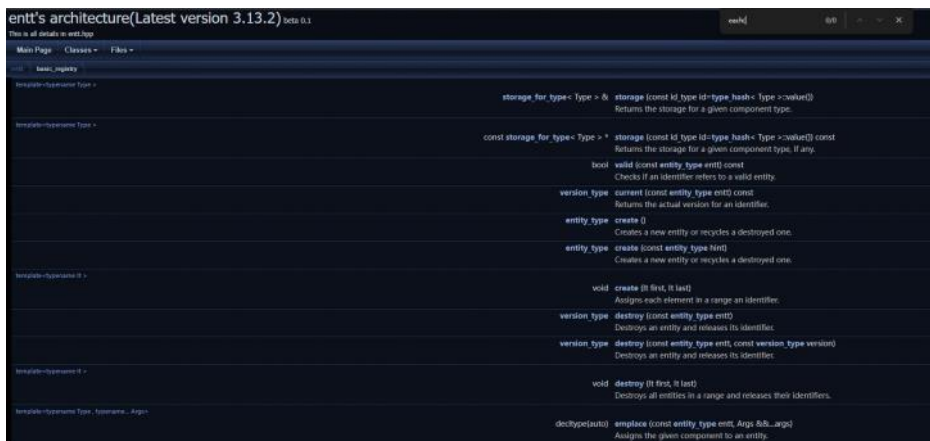 entt's architecture(Latest version 3.13.2) beta 0.1
This is all details in entt.hpp
each( 0/0
Main Page Classes Files
entt basic_registry
template<typename Type >
storage_for_type< Type > & storage (const id_type id=type_hash< Type >::value())
Returns the storage for a given component type.
template<typename Type >
const storage_for_type< Type > * storage (const id_type id=type_hash< Type >::value()) const
Returns the storage for a given component type, if any.
bool valid (const entity_type entt) const
Checks if an identifier refers to a valid entity.
version_type current (const entity_type entt) const
Returns the actual version for an identifier.
entity_type create ()
Creates a new entity or recycles a destroyed one.
entity_type create (const entity_type hint)
Creates a new entity or recycles a destroyed one.
template<typename It >
void create (It first, It last)
Assigns each element in a range an identifier.
version_type destroy (const entity_type entt)
Destroys an entity and releases its identifier.
version_type destroy (const entity_type entt, const version_type version)
Destroys an entity and releases its identifier.
template<typename It >
void destroy (It first, It last)
Destroys all entities in a range and releases their identifiers.
template<typename Type , typename... Args>
decltype(auto) emplace (const entity_type entt, Args &&...args)
Assigns the given component to an entity.